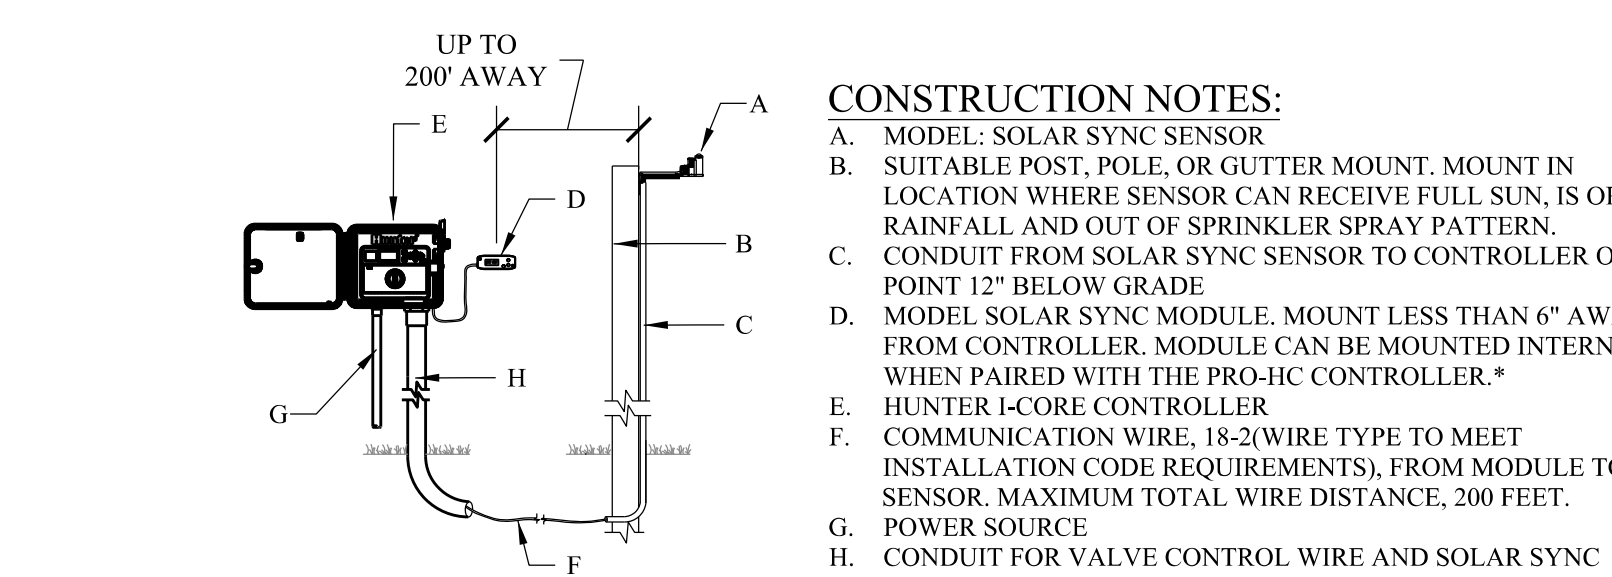 UP TO
200' AWAY
A
E
D
B
C
H
G
F
Hunter
CONSTRUCTION NOTES:
A. MODEL: SOLAR SYNC SENSOR
B. SUITABLE POST, POLE, OR GUTTER MOUNT. MOUNT IN
LOCATION WHERE SENSOR CAN RECEIVE FULL SUN, IS
RAINFALL AND OUT OF SPRINKLER SPRAY PATTERN.
C. CONDUIT FROM SOLAR SYNC SENSOR TO CONTROLLER
POINT 12" BELOW GRADE
D. MODEL SOLAR SYNC MODULE. MOUNT LESS THAN 6"
FROM CONTROLLER. MODULE CAN BE MOUNTED
WHEN PAIRED WITH THE PRO-HC CONTROLLER.*
E. HUNTER I-CORE CONTROLLER
F. COMMUNICATION WIRE, 18-2(WIRE TYPE TO MEET
INSTALLATION CODE REQUIREMENTS), FROM MODULE TO
SENSOR. MAXIMUM TOTAL WIRE DISTANCE, 200 FEET.
G. POWER SOURCE
H. CONDUIT FOR VALVE CONTROL WIRE AND SOLAR SYNC